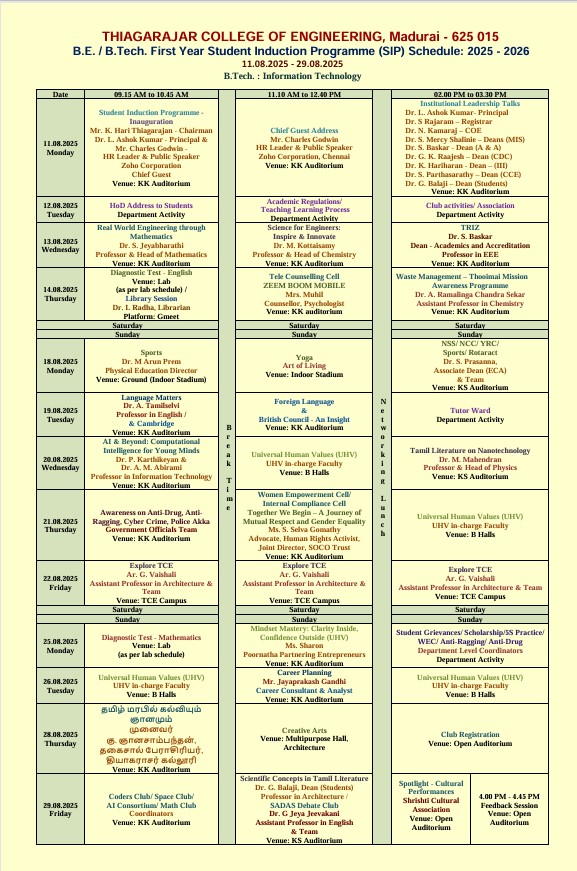 THIAGARAJAR COLLEGE OF ENGINEERING, Madurai - 625 015
B.E. / B.Tech. First Year Student Induction Programme (SIP) Schedule: 2025 - 2026
11.08.2025 - 29.08.2025
B.Tech. : Information Technology
Date
09.15 AM to 10.45 AM
11.10 AM to 12.40 PM
02.00 PM to 03.30 PM
Break Time
Networking Lunch
11.08.2025
Monday
Student Induction Programme -
Inauguration
Mr. K. Hari Thiagarajan - Chairman
Dr. L. Ashok Kumar - Principal &
Mr. Charles Godwin -
HR Leader & Public Speaker
Zoho Corporation
Chief Guest
Venue: KK Auditorium
Chief Guest Address
Mr. Charles Godwin
HR Leader & Public Speaker
Zoho Corporation, Chennai
Venue: KK Auditorium
Institutional Leadership Talks
Dr. L. Ashok Kumar- Principal
Dr. S Rajaram – Registrar
Dr. N. Kamaraj – COE
Dr. S. Mercy Shalinie – Deans (MIS)
Dr. S. Baskar - Dean (A & A)
Dr. G. K. Raajesh – Dean (CDC)
Dr. K. Hariharan - Dean – (III)
Dr. S. Parthasarathy – Dean (CCE)
Dr. G. Balaji – Dean (Students)
Venue: KK Auditorium
12.08.2025
Tuesday
HoD Address to Students
Department Activity
Academic Regulations/
Teaching Learning Process
Department Activity
Club activities/ Association
Department Activity
13.08.2025
Wednesday
Real World Engineering through
Mathematics
Dr. S. Jeyabharathi
Professor & Head of Mathematics
Venue: KK Auditorium
Science for Engineers:
Inspire & Innovate
Dr. M. Kottaisamy
Professor & Head of Chemistry
Venue: KK Auditorium
TRIZ
Dr. S. Baskar
Dean - Academics and Accreditation
Professor in EEE
Venue: KK Auditorium
14.08.2025
Thursday
Diagnostic Test - English
Venue: Lab
(as per lab schedule) /
Library Session
Dr. I. Radha, Librarian
Platform: Gmeet
Tele Counselling Cell
ZEEM BOOM MOBILE
Mrs. Muhil
Counsellor, Psychologist
Venue: KK auditorium
Waste Management – Thooimai Mission
Awareness Programme
Dr. A. Ramalinga Chandra Sekar
Assistant Professor in Chemistry
Venue: KK Auditorium
Saturday
Saturday
Saturday
Sunday
Sunday
Sunday
18.08.2025
Monday
Sports
Dr. M Arun Prem
Physical Education Director
Venue: Ground (Indoor Stadium)
Yoga
Art of Living
Venue: Indoor Stadium
NSS/ NCC/ YRC/
Sports/ Rotaract
Dr. S. Prasanna,
Associate Dean (ECA)
& Team
Venue: KS Auditorium
19.08.2025
Tuesday
Language Matters
Dr. A. Tamilselvi
Professor in English /
& Cambridge
Venue: KK Auditorium
Foreign Language
&
British Council - An Insight
Venue: KK Auditorium
Tutor Ward
Department Activity
20.08.2025
Wednesday
AI & Beyond: Computational
Intelligence for Young Minds
Dr. P. Karthikeyan &
Dr. A. M. Abirami
Professor in Information Technology
Venue: KK Auditorium
Universal Human Values (UHV)
UHV in-charge Faculty
Venue: B Halls
Tamil Literature on Nanotechnology
Dr. M. Mahendran
Professor & Head of Physics
Venue: KS Auditorium
21.08.2025
Thursday
Awareness on Anti-Drug, Anti-
Ragging, Cyber Crime, Police Akka
Government Officials Team
Venue: KK Auditorium
Women Empowerment Cell/
Internal Compliance Cell
Together We Begin – A Journey of
Mutual Respect and Gender Equality
Ms. S. Selva Gomathy
Advocate, Human Rights Activist,
Joint Director, SOCO Trust
Venue: KK Auditorium
Universal Human Values (UHV)
UHV in-charge Faculty
Venue: B Halls
22.08.2025
Friday
Explore TCE
Ar. G. Vaishali
Assistant Professor in Architecture &
Team
Venue: TCE Campus
Explore TCE
Ar. G. Vaishali
Assistant Professor in Architecture &
Team
Venue: TCE Campus
Explore TCE
Ar. G. Vaishali
Assistant Professor in Architecture & Team
Venue: TCE Campus
Saturday
Saturday
Saturday
Sunday
Sunday
Sunday
25.08.2025
Monday
Diagnostic Test - Mathematics
Venue: Lab
(as per lab schedule)
Mindset Mastery: Clarity Inside,
Confidence Outside (UHV)
Ms. Sharon
Poornatha Partnering Entrepreneurs
Venue: KK Auditorium
Student Grievances/ Scholarship/5S Practice/
WEC/ Anti-Ragging/ Anti-Drug
Department Level Coordinators
Department Activity
26.08.2025
Tuesday
Universal Human Values (UHV)
UHV in-charge Faculty
Venue: B Halls
Career Planning
Mr. Jayaprakash Gandhi
Career Consultant & Analyst
Venue: KK Auditorium
Universal Human Values (UHV)
UHV in-charge Faculty
Venue: B Halls
28.08.2025
Thursday
தமிழ் மரபில் கல்வியும்
ஞானமும்
முனைவர்
கு. ஞானசம்பந்தன்,
தகைசால் பேராசிரியர்,
தியாகராசர் கல்லூரி
Venue: KK Auditorium
Creative Arts
Venue: Multipurpose Hall,
Architecture
Club Registration
Venue: Open Auditorium
29.08.2025
Friday
Coders Club/ Space Club/
AI Consortium/ Math Club
Coordinators
Venue: KK Auditorium
Scientific Concepts in Tamil Literature
Dr. G. Balaji, Dean (Students)
Professor in Architecture /
SADAS Debate Club
Dr. G Jeya Jeevakani
Assistant Professor in English
& Team
Venue: KS Auditorium
Spotlight - Cultural
Performances
Shrishti Cultural
Association
Venue: Open
Auditorium
4.00 PM - 4.45 PM
Feedback Session
Venue: Open
Auditorium